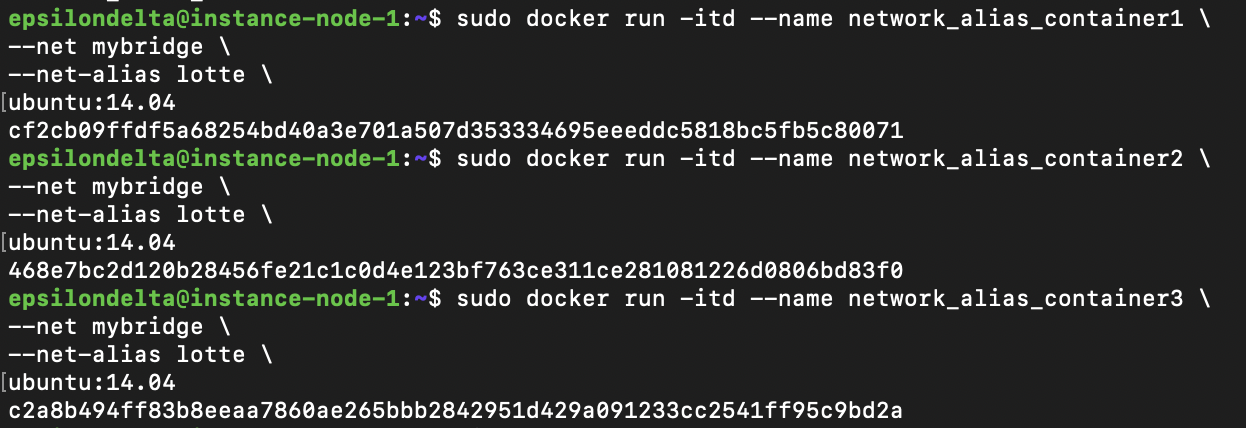 epsilondelta@instance-node-1:~$ sudo docker run -itd --name network_alias_container1 \
--net mybridge \
--net-alias lotte \
[ubuntu:14.04
cf2cb09ffdf5a68254bd40a3e701a507d353334695eeeddc5818bc5fb5c80071
epsilondelta@instance-node-1:~$ sudo docker run -itd --name network_alias_container2 \
--net mybridge \
--net-alias lotte \
[ubuntu:14.04
468e7bc2d120b28456fe21c1c0d4e123bf763ce311ce281081226d0806bd83f0
epsilondelta@instance-node-1:~$ sudo docker run -itd --name network_alias_container3 \
--net mybridge \
--net-alias lotte \
[ubuntu:14.04
c2a8b494ff83b8eeaa7860ae265bbb2842951d429a091233cc2541ff95c9bd2a